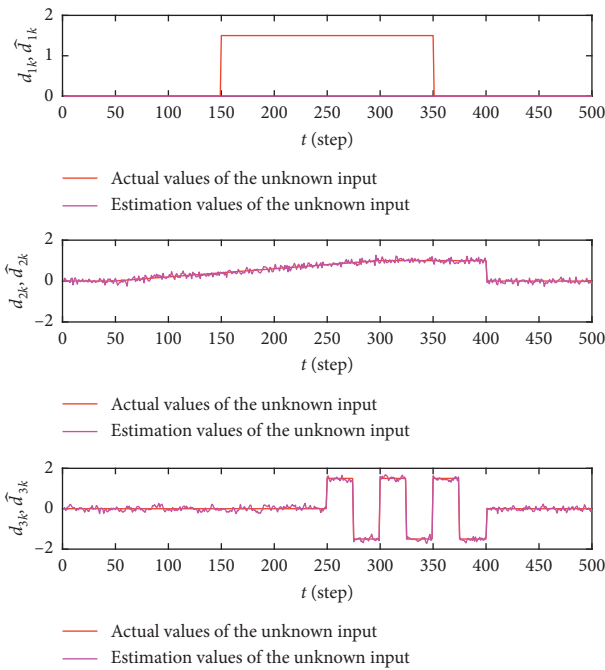 2
1
0
d1k, d̂1k
0 50 100 150 200 250 300 350 400 450 500
t (step)
Actual values of the unknown input
Estimation values of the unknown input
2
0
−2
d2k, d̂2k
0 50 100 150 200 250 300 350 400 450 500
t (step)
Actual values of the unknown input
Estimation values of the unknown input
2
0
−2
d3k, d̂3k
0 50 100 150 200 250 300 350 400 450 500
t (step)
Actual values of the unknown input
Estimation values of the unknown input